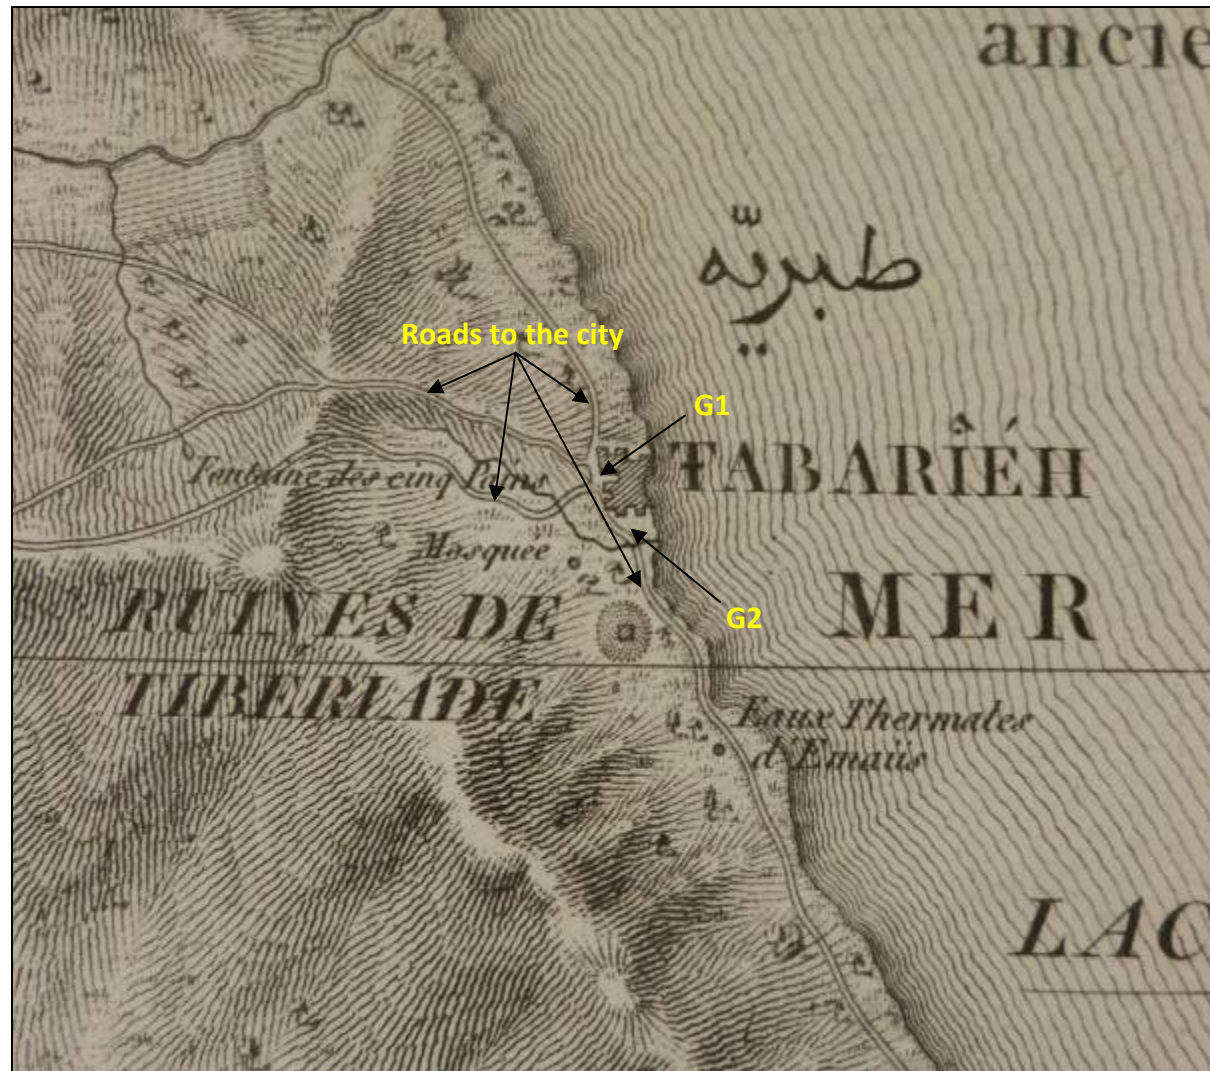 ancie
طبريّه
Roads to the city
G1
TABARÎÉH
Fontaine des cinq Pains
Mosquée
MER
RUINES DE
G2
TIBERIADE
Eaux Thermales
d'Emaüs
LAC